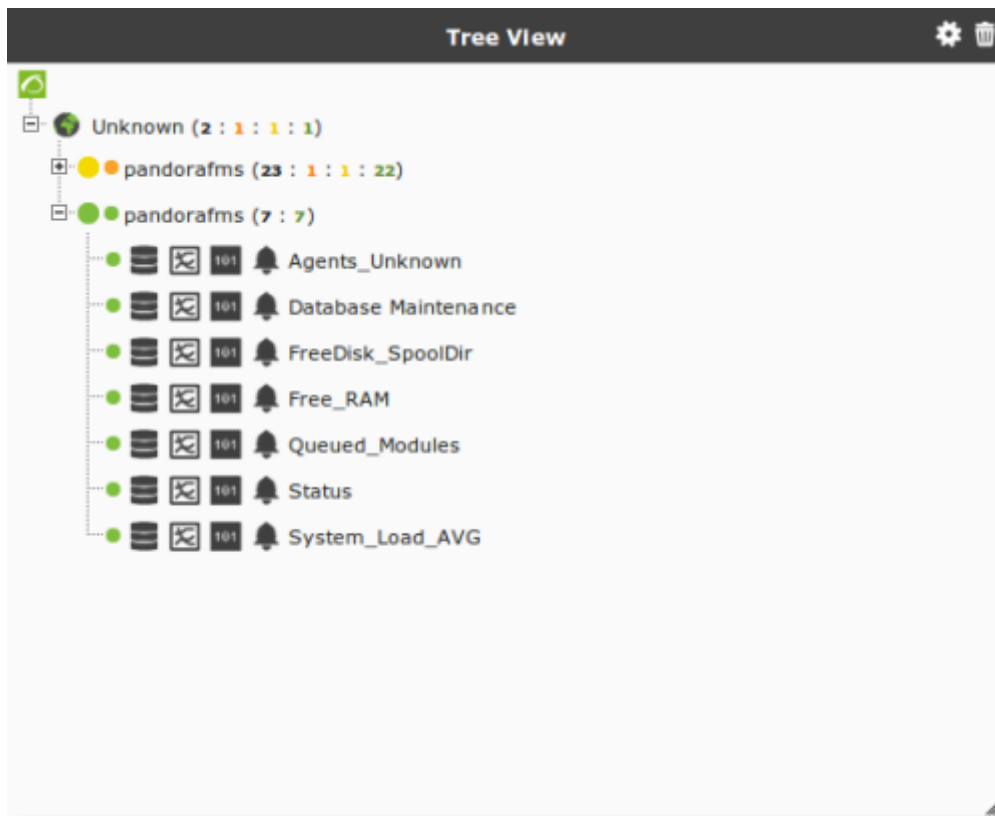 Tree VIew
Unknown (2 : 1 : 1 : 1)
pandorafms (23 : 1 : 1 : 22)
pandorafms (7 : 7)
101 Agents_Unknown
101 Database Maintenance
101 FreeDisk_SpoolDir
101 Free_RAM
101 Queued_Modules
101 Status
101 System_Load_AVG